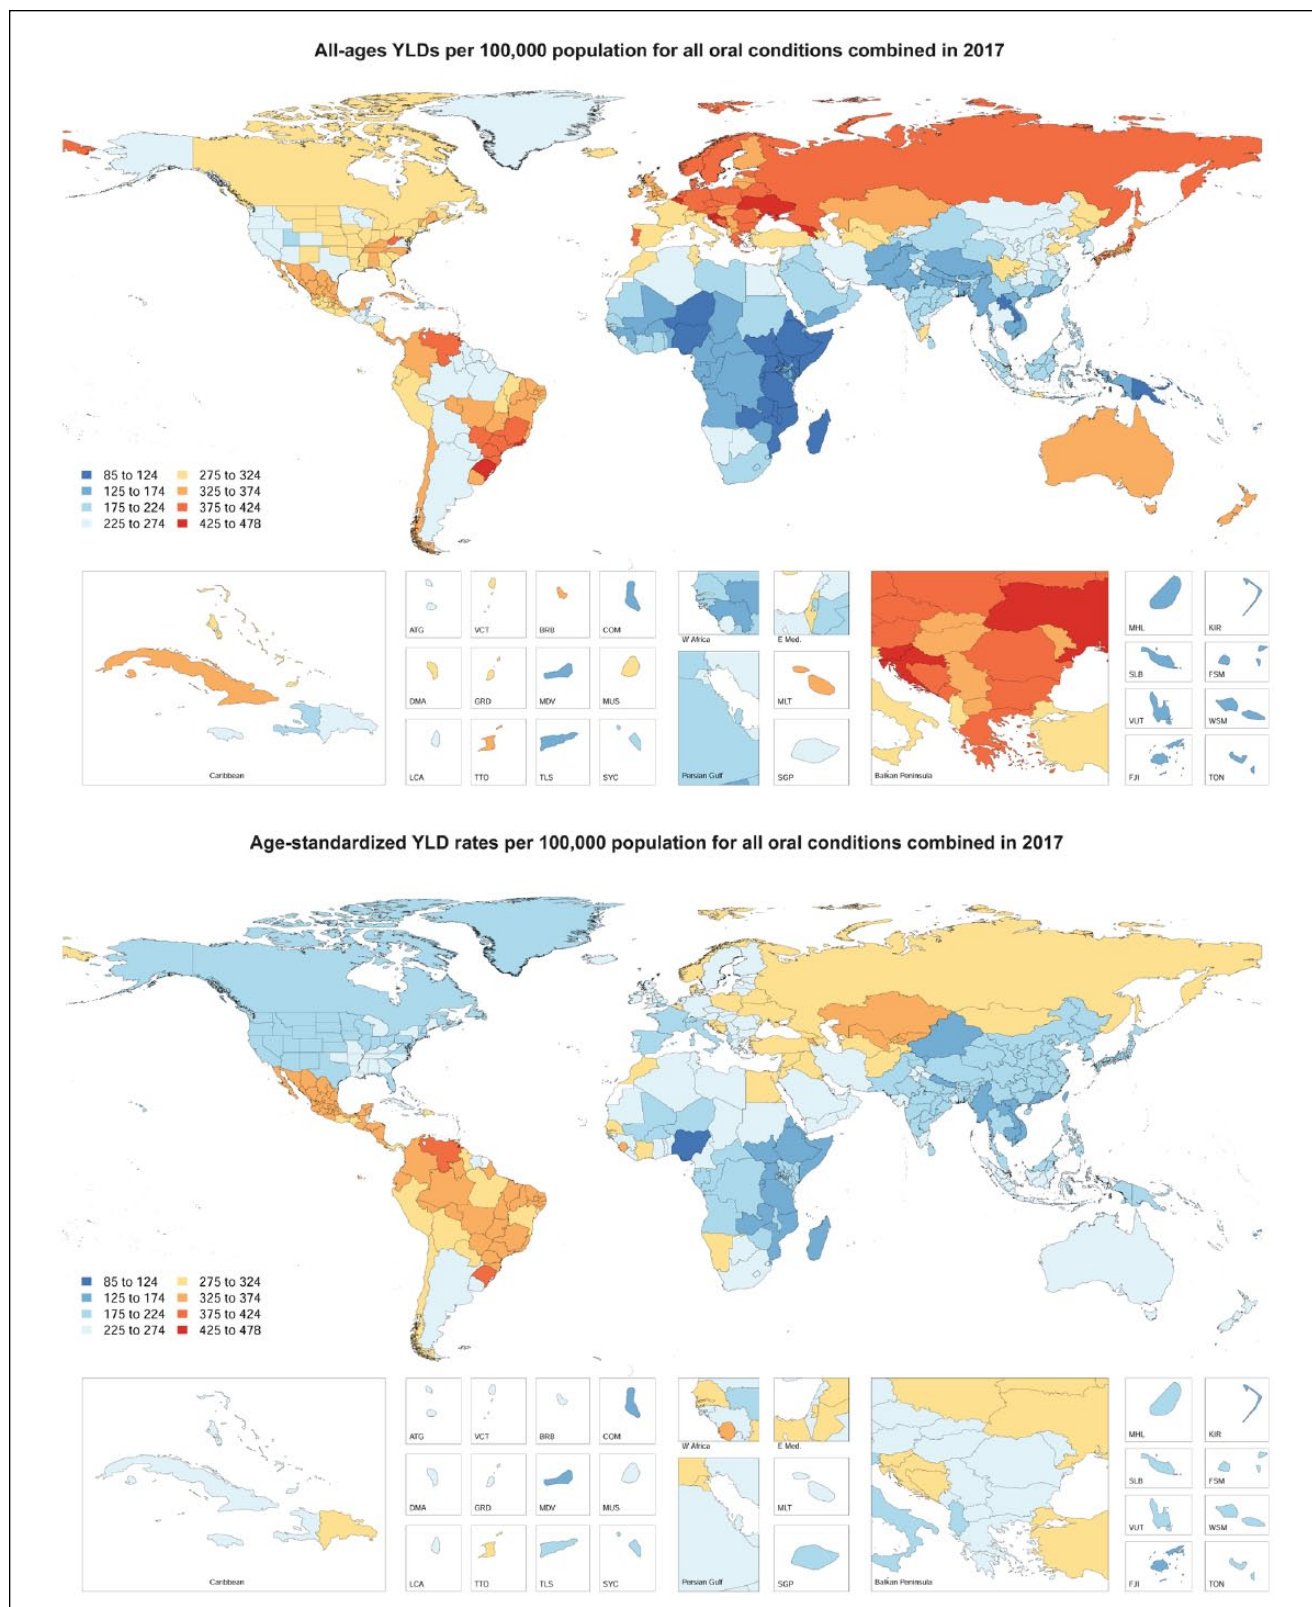 All-ages YLDs per 100,000 population for all oral conditions combined in 2017
85 to 124 275 to 324
125 to 174 325 to 374
175 to 224 375 to 424
225 to 274 425 to 478
ATG VCT BRB COM W Africa E Med. MHL KIR
DMA GRD MDV MUS MLT SLB FSM
VUT WSM
LCA TTO TLS SYC
Caribbean Persian Gulf SGP Balkan Peninsula FJI TON
Age-standardized YLD rates per 100,000 population for all oral conditions combined in 2017
85 to 124 275 to 324
125 to 174 325 to 374
175 to 224 375 to 424
225 to 274 425 to 478
ATG VCT BRB COM W Africa E Med. MHL KIR
DMA GRD MDV MUS MLT SLB FSM
VUT WSM
LCA TTO TLS SYC
Caribbean Persian Gulf SGP Balkan Peninsula FJI TON